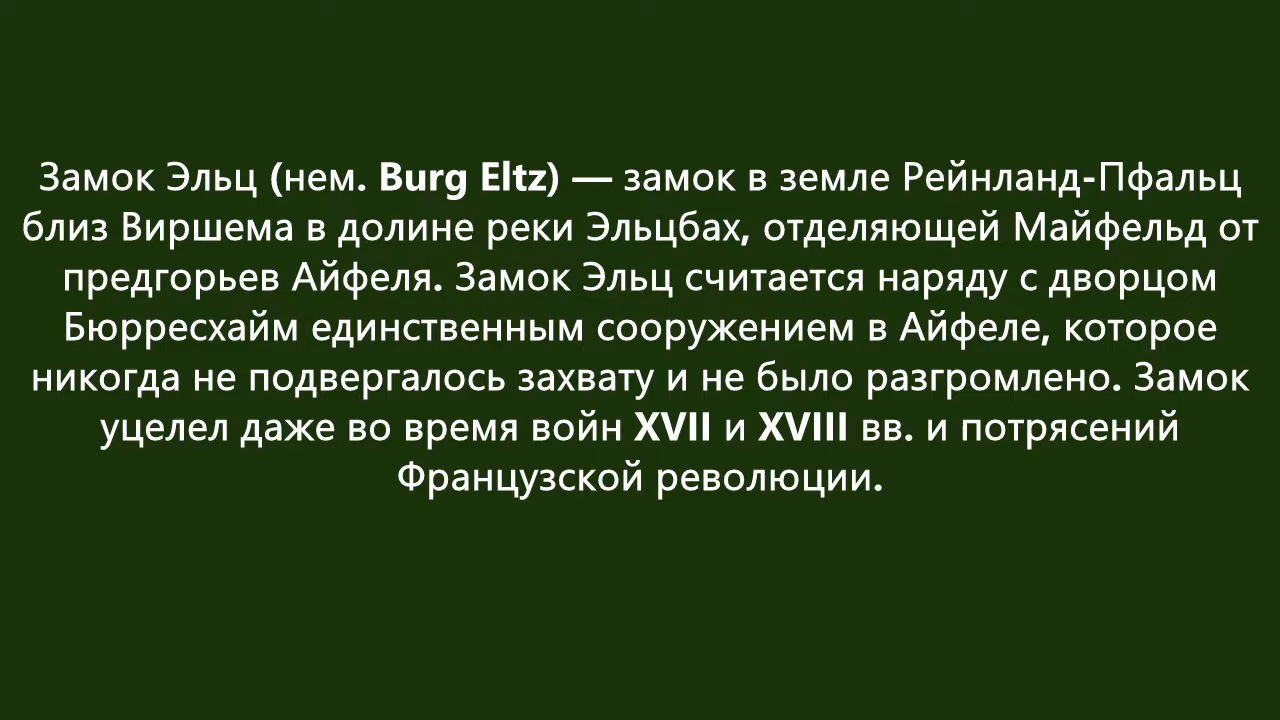 Замок Эльц (нем. Burg Eltz) — замок в земле Рейнланд-Пфальц
близ Виршема в долине реки Эльцбах, отделяющей Майфельд от
предгорьев Айфеля. Замок Эльц считается наряду с дворцом
Бюрресхайм единственным сооружением в Айфеле, которое
никогда не подвергалось захвату и не было разгромлено. Замок
уцелел даже во время войн XVII и XVIII вв. и потрясений
Французской революции.